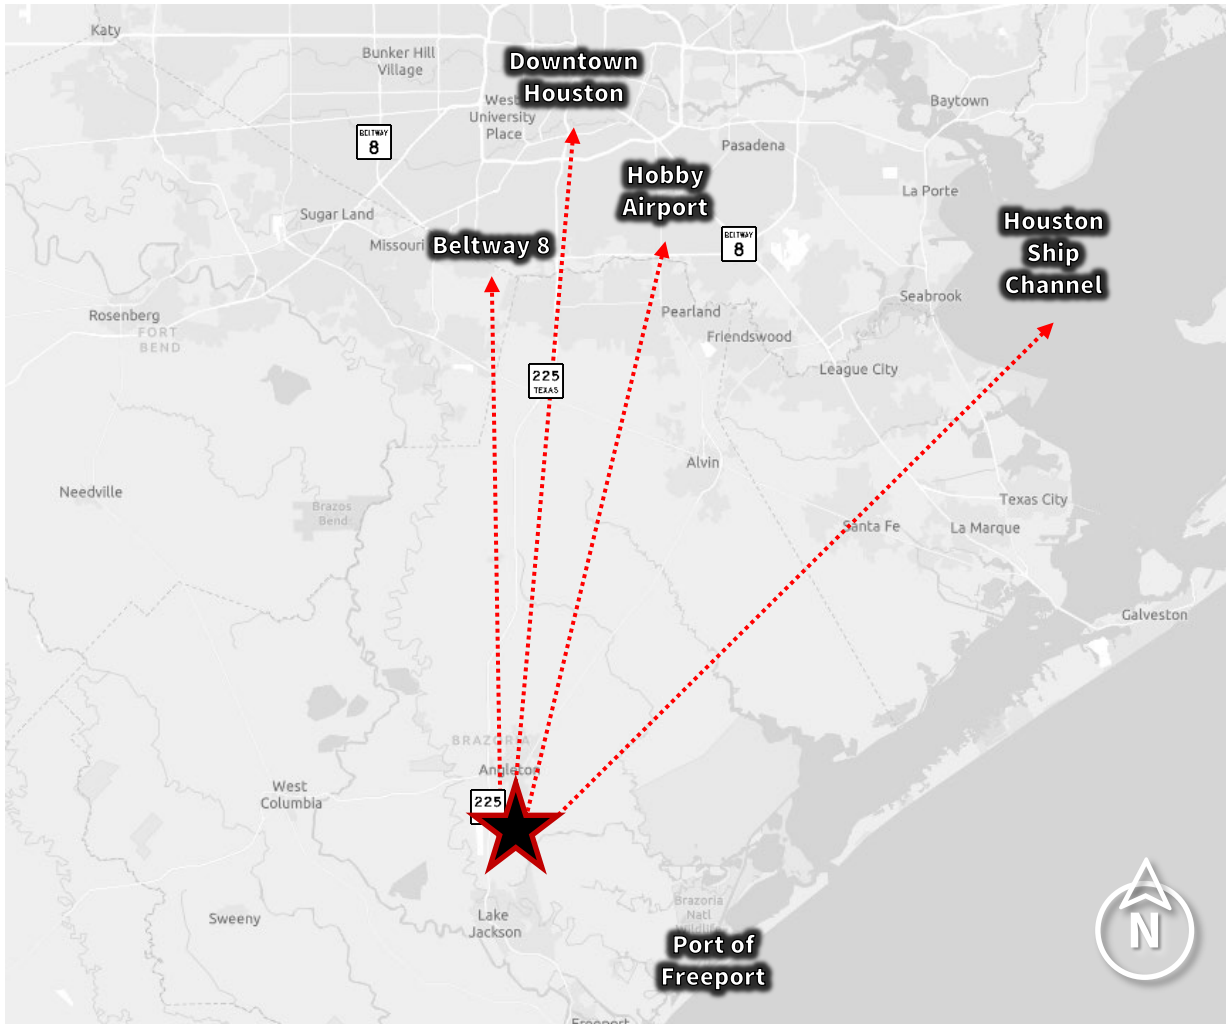 Katy
Bunker Hill
Village
Downtown
Houston
West
University
Place
Baytown
BELTWAY
8
Pasadena
Hobby
Airport
La Porte
Sugar Land
Missouri
Beltway 8
BELTWAY
8
Houston
Ship
Channel
Seabrook
Rosenberg
FORT
BEND
Pearland
Friendswood
League City
225
TEXAS
Alvin
Needville
Brazos
Bend
Texas City
Santa Fe
La Marque
Galveston
BRAZORIA
Angleton
West
Columbia
225
Sweeny
Lake
Jackson
Brazoria
Natl
Port of
Freeport
N
Freeport